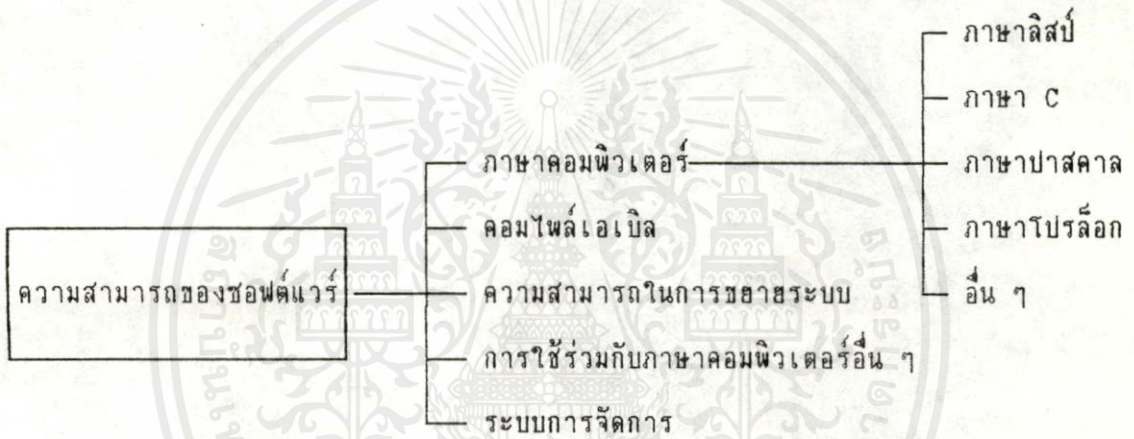 ภาษาลิสป์
ภาษา C
ภาษาคอมพิวเตอร์
ภาษาปาสคาล
คอมไพล์เอเบิล
ภาษาโปรล็อก
ความสามารถของซอฟต์แวร์
ความสามารถในการขยายระบบ
อื่น ๆ
การใช้ร่วมกับภาษาคอมพิวเตอร์อื่น ๆ
ระบบการจัดการ